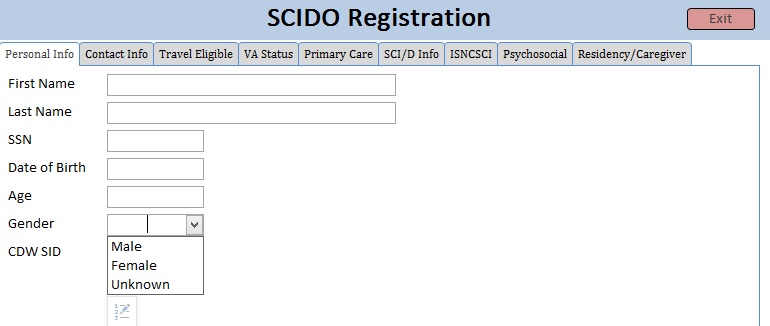 SCIDO Registration
Exit
Personal Info Contact Info Travel Eligible VA Status Primary Care SCI/D Info ISNCSCI Psychosocial Residency/Caregiver
First Name
Last Name
SSN
Date of Birth
Age
Gender
CDW SID
Male
Female
Unknown